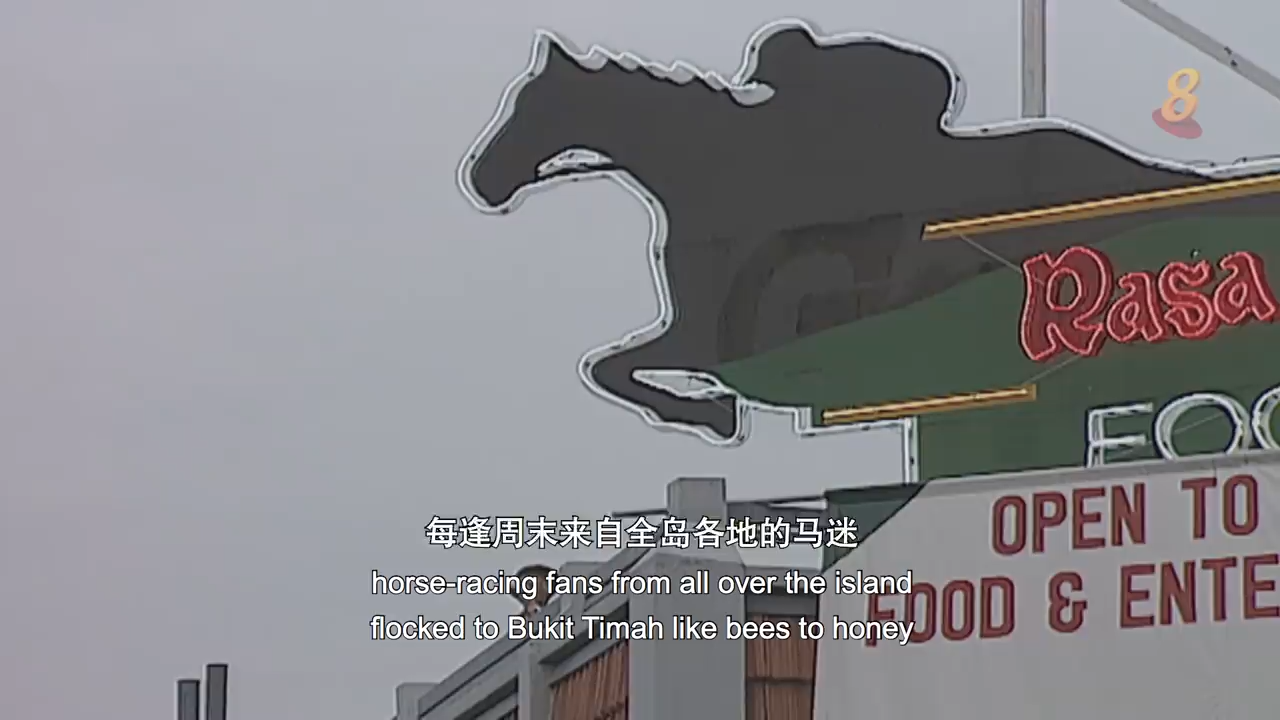 8
Rasa
FOO
OPEN TO
FOOD & ENTE
每逢周末来自全岛各地的马迷
horse-racing fans from all over the island
flocked to Bukit Timah like bees to honey